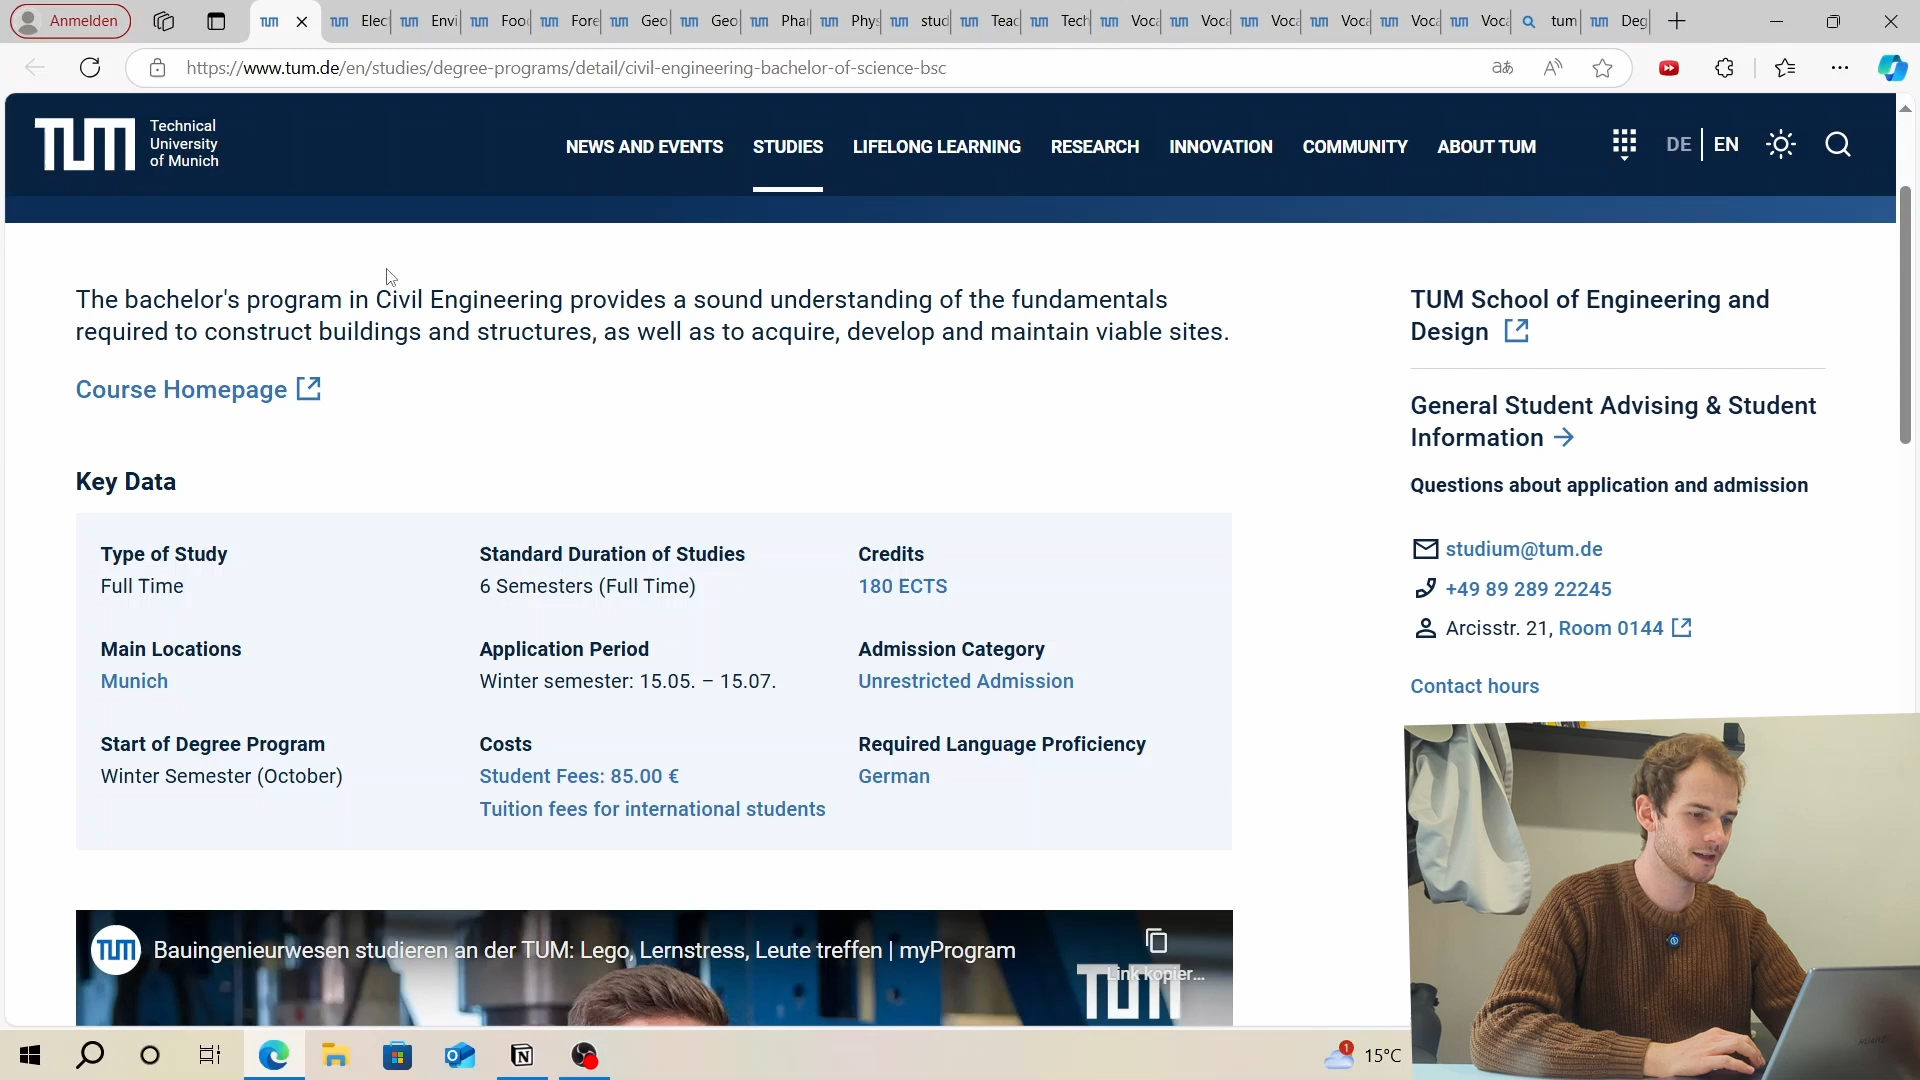 Anmelden
Elec
Envi
Food
Fore
Geo
Geo
Phar
Phys
stud
Teac
Tech
Voca
Voca
Voca
Voca
Voca
Voca
tum
Deg
https://www.tum.de/en/studies/degree-programs/detail/civil-engineering-bachelor-of-science-bsc
TUM
Technical
University
of Munich
NEWS AND EVENTS
STUDIES
LIFELONG LEARNING
RESEARCH
INNOVATION
COMMUNITY
ABOUT TUM
DE
EN
The bachelor's program in Civil Engineering provides a sound understanding of the fundamentals
required to construct buildings and structures, as well as to acquire, develop and maintain viable sites.
Course Homepage
Key Data
Type of Study
Full Time
Standard Duration of Studies
6 Semesters (Full Time)
Credits
180 ECTS
Main Locations
Munich
Application Period
Winter semester: 15.05. – 15.07.
Admission Category
Unrestricted Admission
Start of Degree Program
Winter Semester (October)
Costs
Student Fees: 85.00 €
Tuition fees for international students
Required Language Proficiency
German
TUM School of Engineering and
Design
General Student Advising & Student
Information
Questions about application and admission
studium@tum.de
+49 89 289 22245
Arcisstr. 21, Room 0144
Contact hours
TUM
Bauingenieurwesen studieren an der TUM: Lego, Lernstress, Leute treffen | myProgram
Link kopier...
TUM
1
15°C